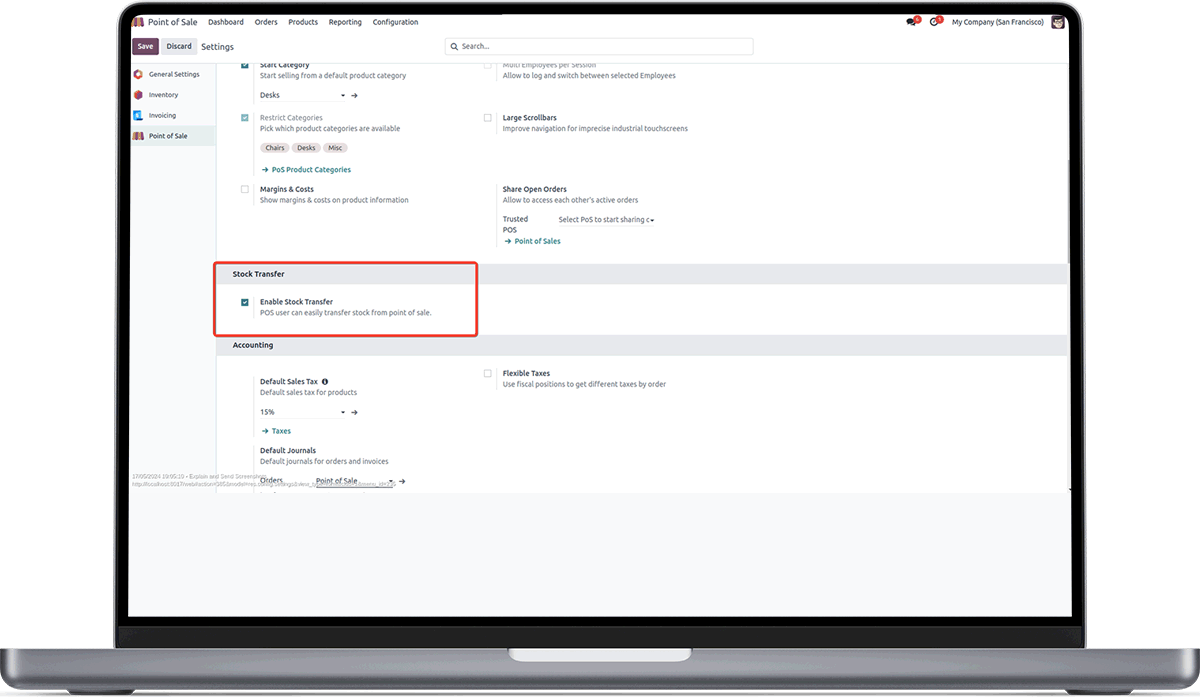 Point of Sale Dashboard Orders Products Reporting Configuration
6 1 My Company (San Francisco)
Save Discard Settings
Search...
General Settings
Inventory
Invoicing
Point of Sale
Start Category
Start selling from a default product category
Desks
Multi Employees per Session
Allow to log and switch between selected Employees
Restrict Categories
Pick which product categories are available
Chairs Desks Misc
→ PoS Product Categories
Large Scrollbars
Improve navigation for imprecise industrial touchscreens
Margins & Costs
Show margins & costs on product information
Share Open Orders
Allow to access each other's active orders
Trusted
POS
Select PoS to start sharing c
→ Point of Sales
Stock Transfer
Enable Stock Transfer
POS user can easily transfer stock from point of sale.
Accounting
Default Sales Tax
Default sales tax for products
15%
→ Taxes
Flexible Taxes
Use fiscal positions to get different taxes by order
Default Journals
Default journals for orders and invoices
Orders Point of Sale